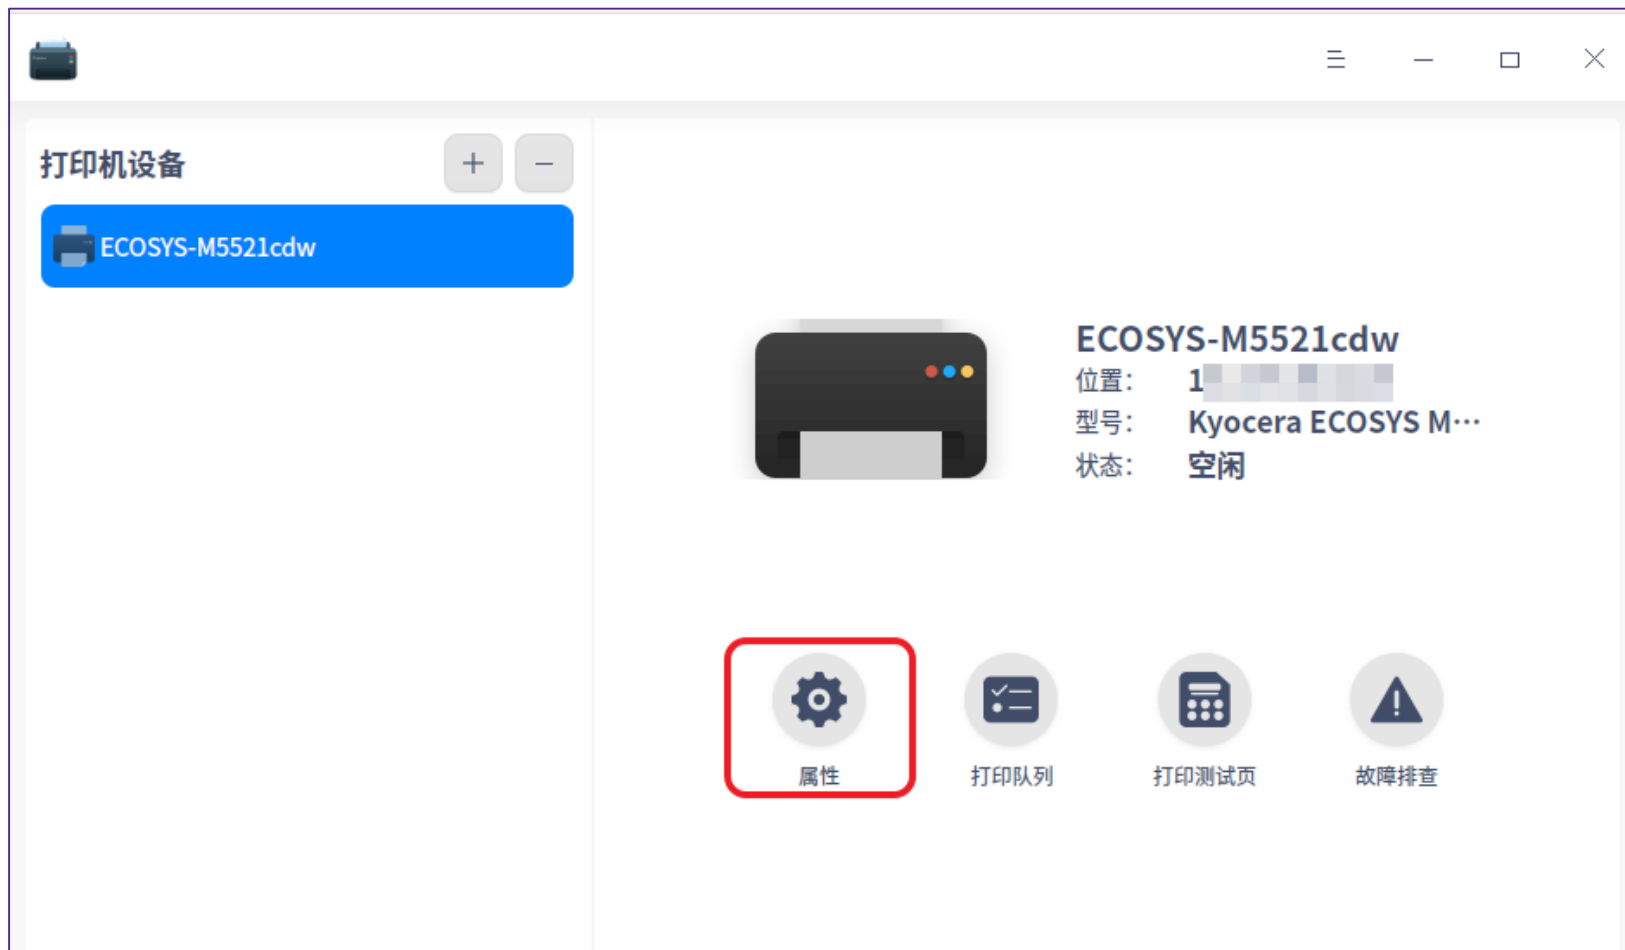 打印机设备
ECOSYS-M5521cdw
ECOSYS-M5521cdw
位置： 1
型号： Kyocera ECOSYS M···
状态： 空闲
属性
打印队列
打印测试页
故障排查